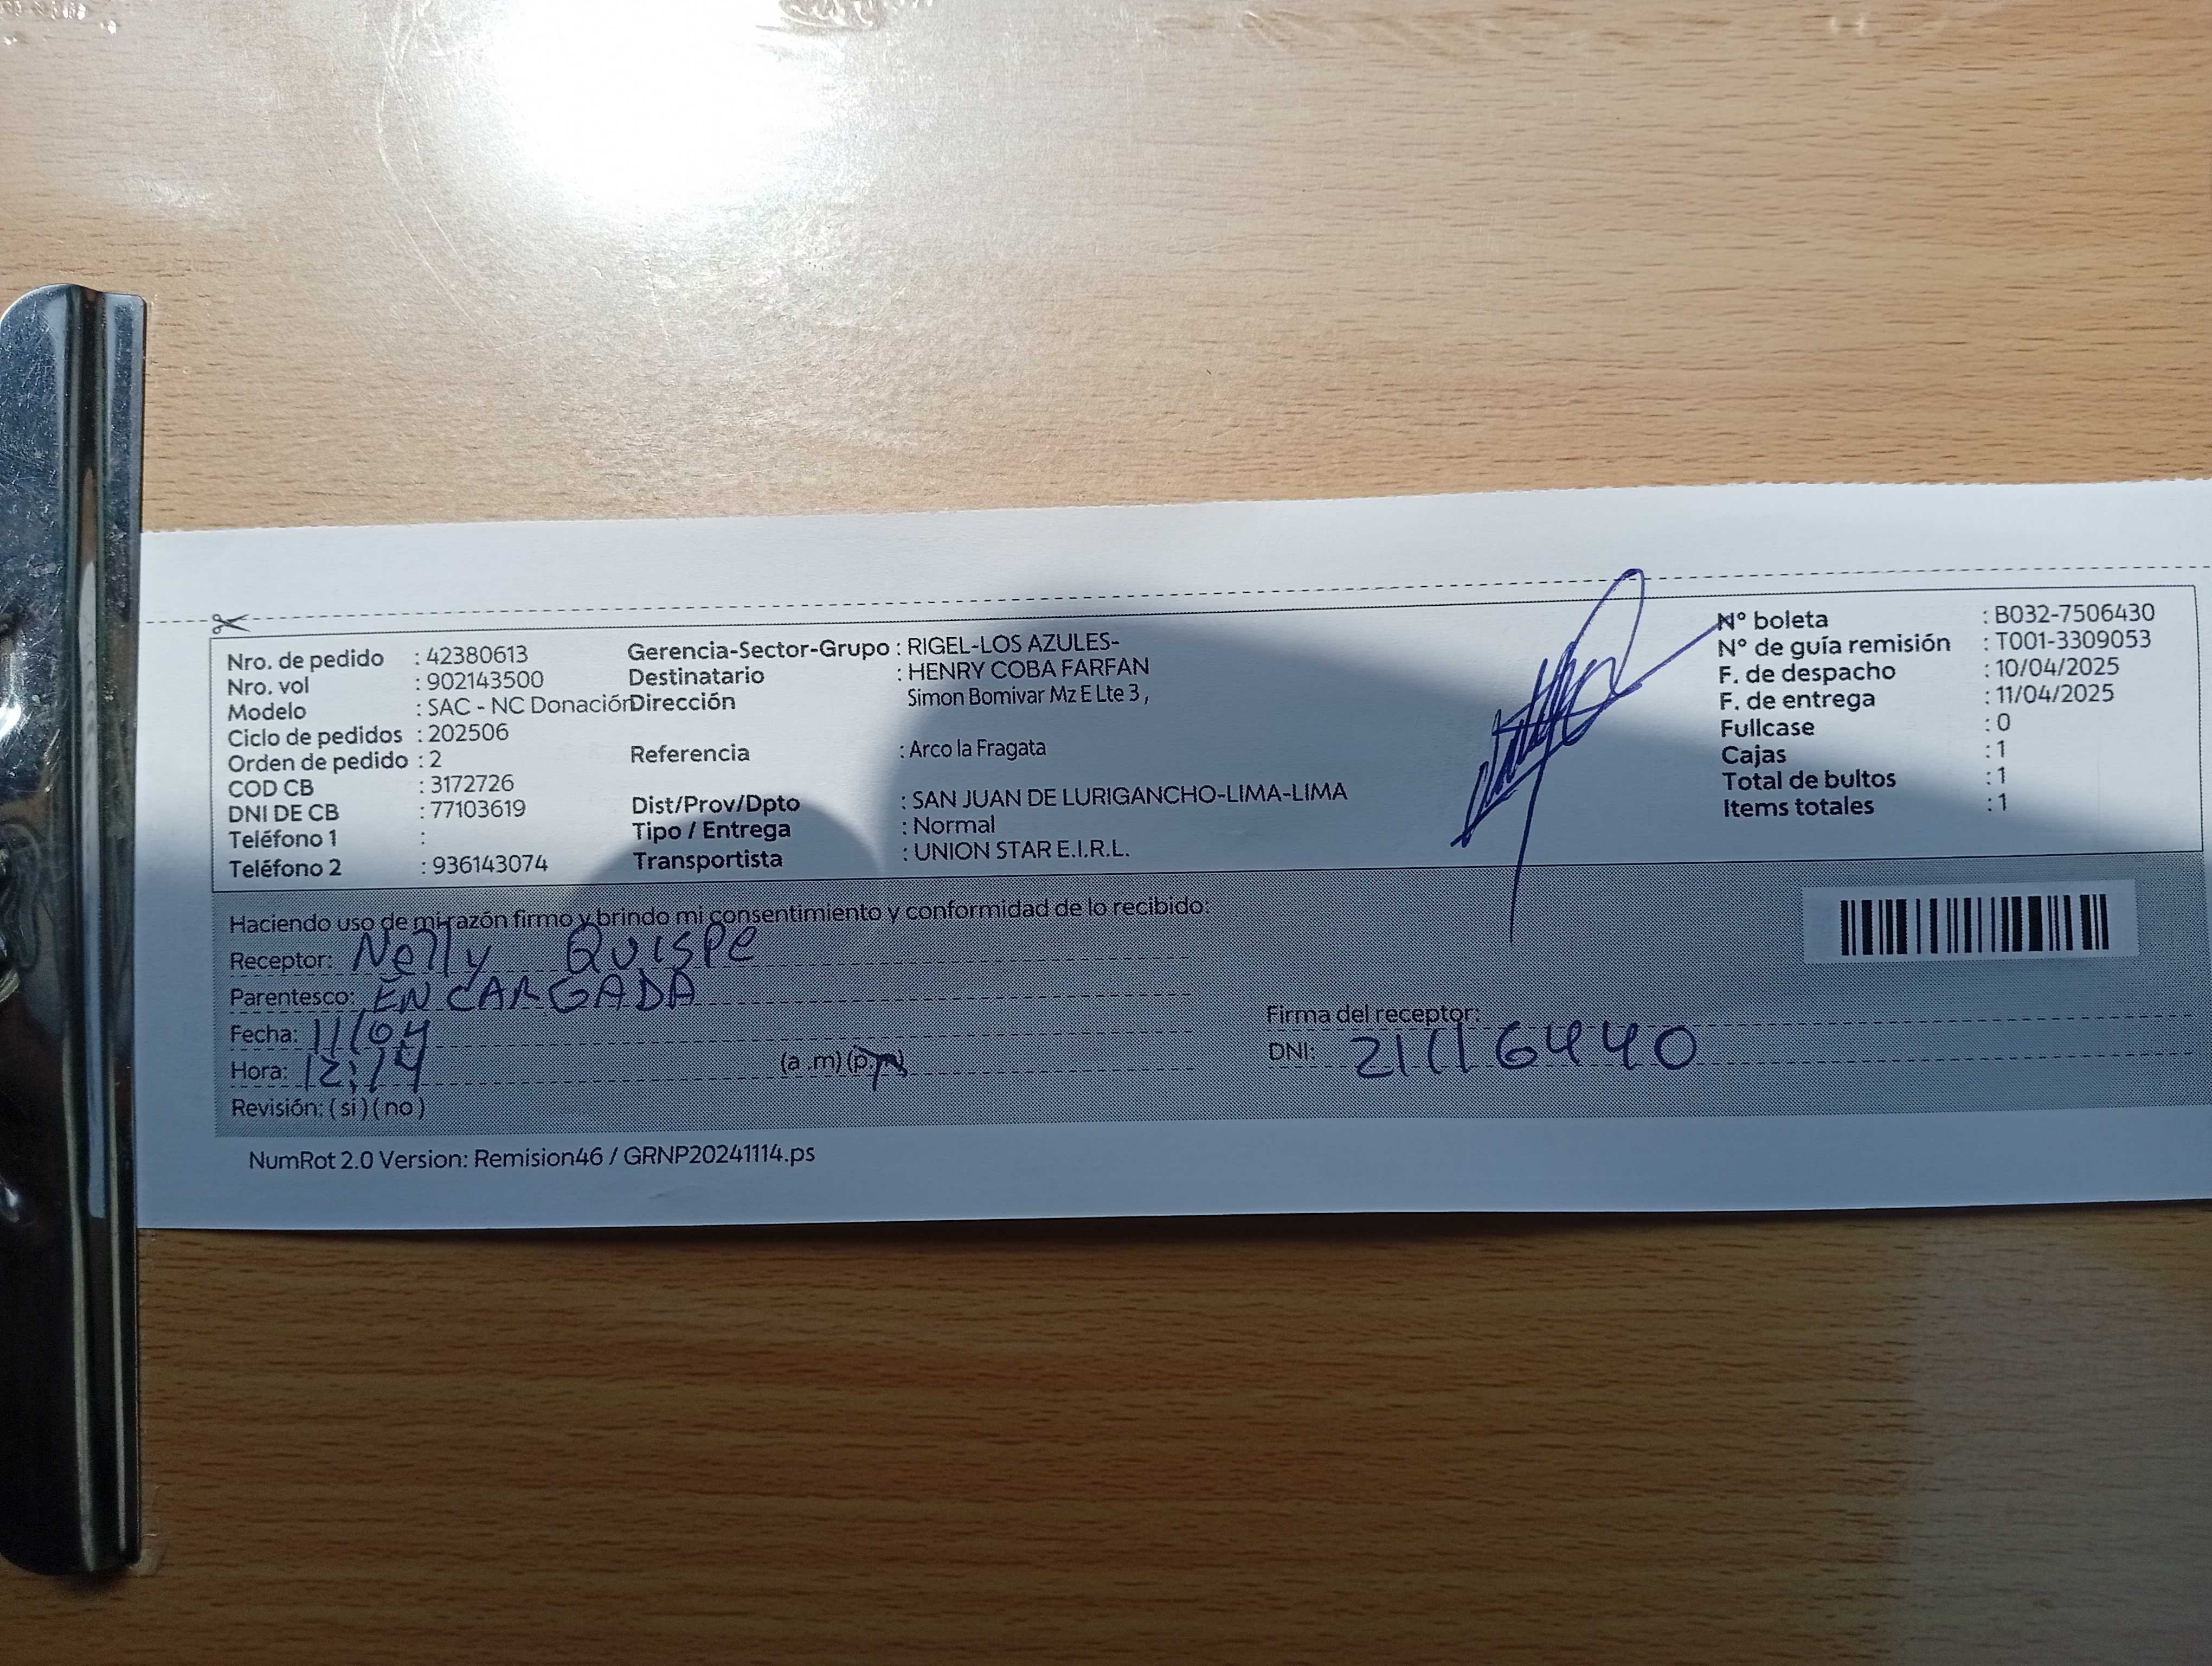 Nro. de pedido : 42380613
Nro. vol : 902143500
Modelo : SAC - NC Donación
Ciclo de pedidos : 202506
Orden de pedido : 2
COD CB : 3172726
DNI DE CB : 77103619
Teléfono 1 :
Teléfono 2 : 936143074
Gerencia-Sector-Grupo : RIGEL-LOS AZULES-
Destinatario : HENRY COBA FARFAN
Dirección Simon Bomivar Mz E Lte 3 ,
Referencia : Arco la Fragata
Dist/Prov/Dpto : SAN JUAN DE LURIGANCHO-LIMA-LIMA
Tipo / Entrega : Normal
Transportista : UNION STAR E.I.R.L.
N° boleta : B032-7506430
N° de guía remisión : T001-3309053
F. de despacho : 10/04/2025
F. de entrega : 11/04/2025
Fullcase : 0
Cajas : 1
Total de bultos : 1
Items totales : 1
Haciendo uso de mi razón firmo y brindo mi consentimiento y conformidad de lo recibido:
Receptor: Nelly Quispe
Parentesco: ENCARGADA
Fecha: 11/04
Hora: 12:14 (a .m) (p.m)
Revisión: ( si ) ( no )
Firma del receptor:
DNI: 21116440
NumRot 2.0 Version: Remision46 / GRNP20241114.ps